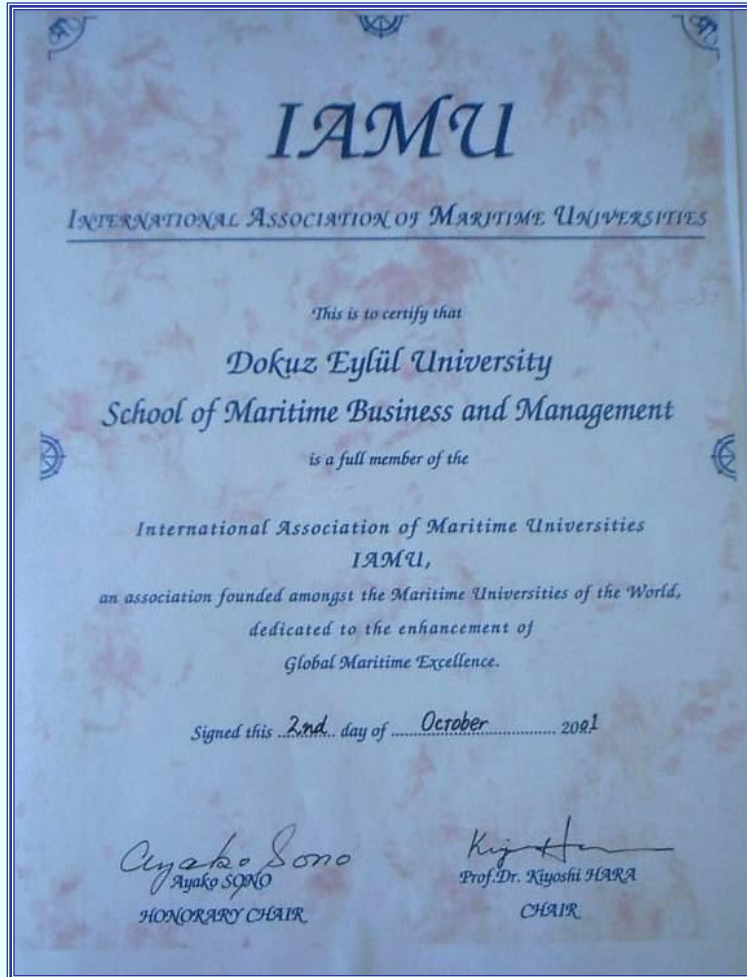 IAMU
INTERNATIONAL ASSOCIATION OF MARITIME UNIVERSITIES
This is to certify that
Dokuz Eylül University
School of Maritime Business and Management
is a full member of the
International Association of Maritime Universities
IAMU,
an association founded amongst the Maritime Universities of the World,
dedicated to the enhancement of
Global Maritime Excellence.
Signed this 2nd day of October 2001
Ayako Sono
Ayako SONO
HONORARY CHAIR
Prof.Dr. Kiyoshi HARA
CHAIR